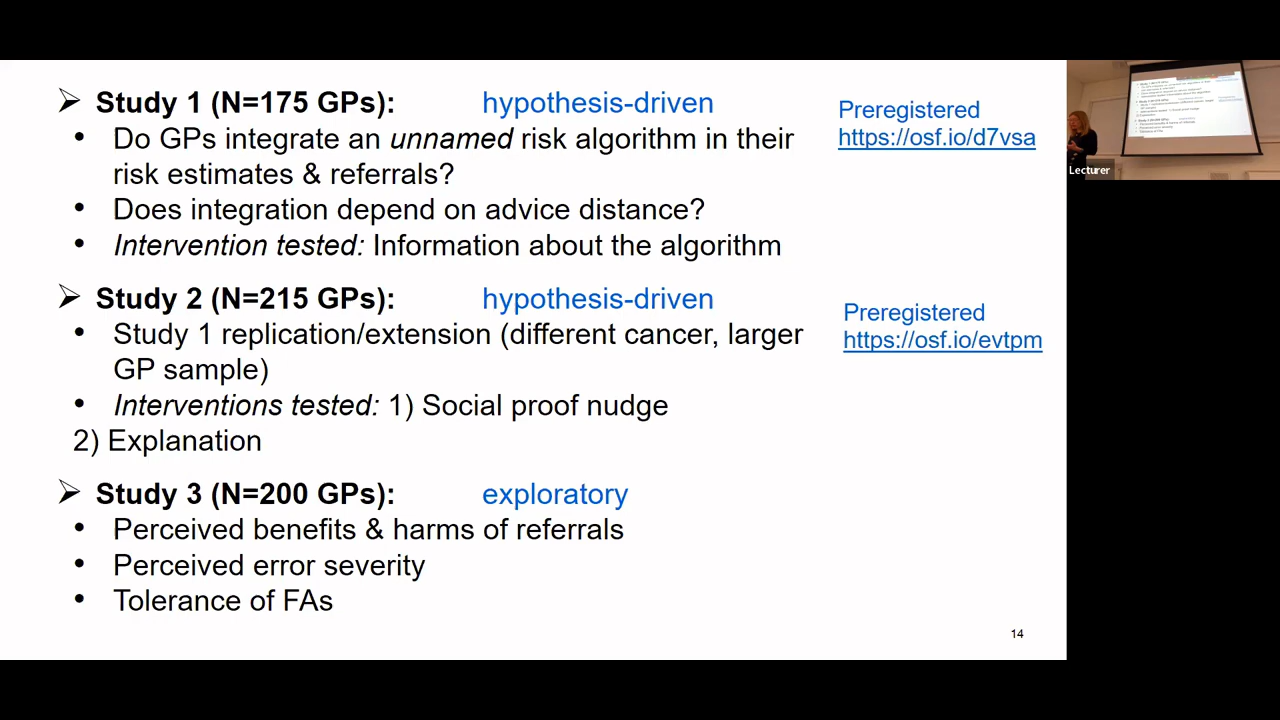 ➢ Study 1 (N=175 GPs): hypothesis-driven
Preregistered
https://osf.io/d7vsa
• Do GPs integrate an unnamed risk algorithm in their
risk estimates & referrals?
• Does integration depend on advice distance?
• Intervention tested: Information about the algorithm
➢ Study 2 (N=215 GPs): hypothesis-driven
Preregistered
https://osf.io/evtpm
• Study 1 replication/extension (different cancer, larger
GP sample)
• Interventions tested: 1) Social proof nudge
2) Explanation
➢ Study 3 (N=200 GPs): exploratory
• Perceived benefits & harms of referrals
• Perceived error severity
• Tolerance of FAs
14
Lecturer